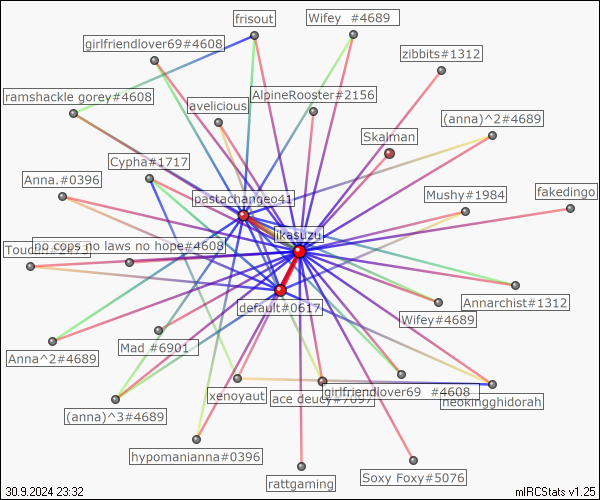 frisout
Wifey   #4689
girlfriendlover69#4608
zibbits#1312
ramshackle gorey#4608
avelicious
AlpineRooster#2156
(anna)^2#4689
Skalman
Cypha#1717
Anna.#0396
pastachangeo41
Mushy#1984
fakedingo
ikasuzu
no cops no laws no hope#4608
default#0617
Annarchist#1312
Wifey#4689
Anna^2#4689
Mad #6901
xenoyaut
ace deucy#7097
girlfriendlover69   #4608
neokingghidorah
(anna)^3#4689
hypomanianna#0396
rattgaming
Soxy Foxy#5076
30.9.2024 23:32
mIRCStats v1.25